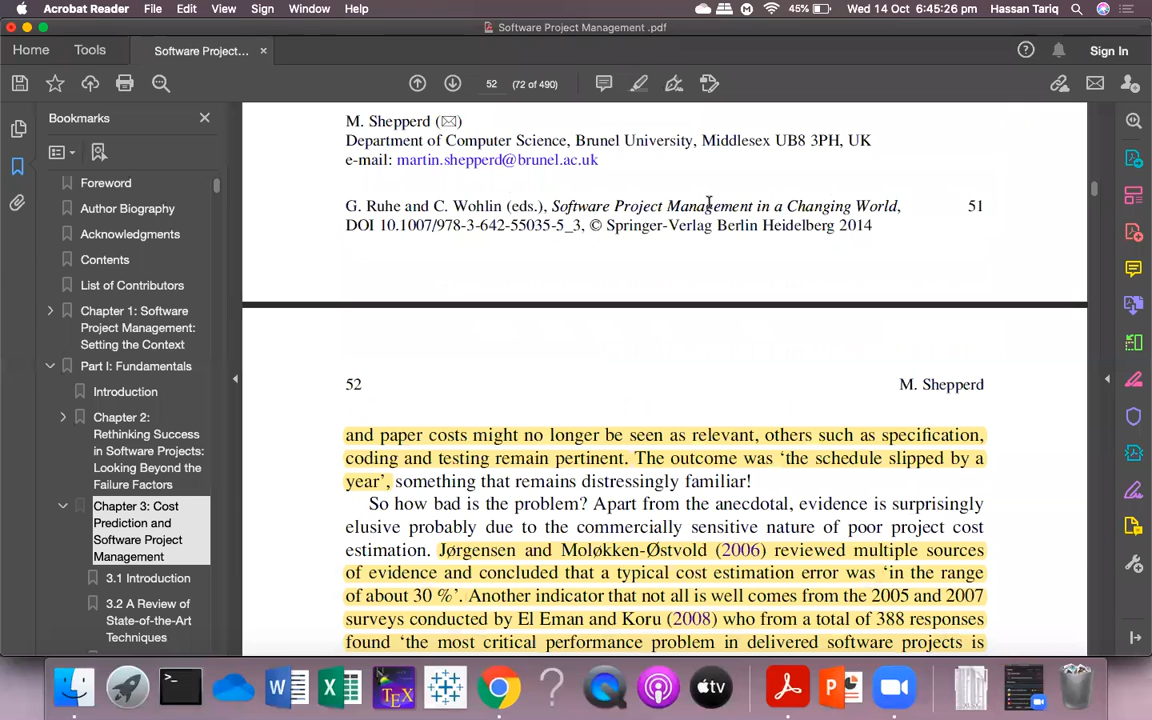 Acrobat Reader File Edit View Sign Window Help 45% Wed 14 Oct 6:45:26 pm Hassan Tariq
Software Project Management .pdf
Home Tools Software Project... × Sign In
52 (72 of 490)
Bookmarks
Foreword
Author Biography
Acknowledgments
Contents
List of Contributors
Chapter 1: Software
Project Management:
Setting the Context
Part I: Fundamentals
Introduction
Chapter 2:
Rethinking Success
in Software Projects:
Looking Beyond the
Failure Factors
Chapter 3: Cost
Prediction and
Software Project
Management
3.1 Introduction
3.2 A Review of
State-of-the-Art
Techniques
M. Shepperd (✉)
Department of Computer Science, Brunel University, Middlesex UB8 3PH, UK
e-mail: martin.shepperd@brunel.ac.uk
G. Ruhe and C. Wohlin (eds.), Software Project Management in a Changing World, 51
DOI 10.1007/978-3-642-55035-5_3, © Springer-Verlag Berlin Heidelberg 2014
52 M. Shepperd
and paper costs might no longer be seen as relevant, others such as specification,
coding and testing remain pertinent. The outcome was ‘the schedule slipped by a
year’, something that remains distressingly familiar!
So how bad is the problem? Apart from the anecdotal, evidence is surprisingly
elusive probably due to the commercially sensitive nature of poor project cost
estimation. Jørgensen and Moløkken-Østvold (2006) reviewed multiple sources
of evidence and concluded that a typical cost estimation error was ‘in the range
of about 30 %’. Another indicator that not all is well comes from the 2005 and 2007
surveys conducted by El Eman and Koru (2008) who from a total of 388 responses
found ‘the most critical performance problem in delivered software projects is
TEX
tv